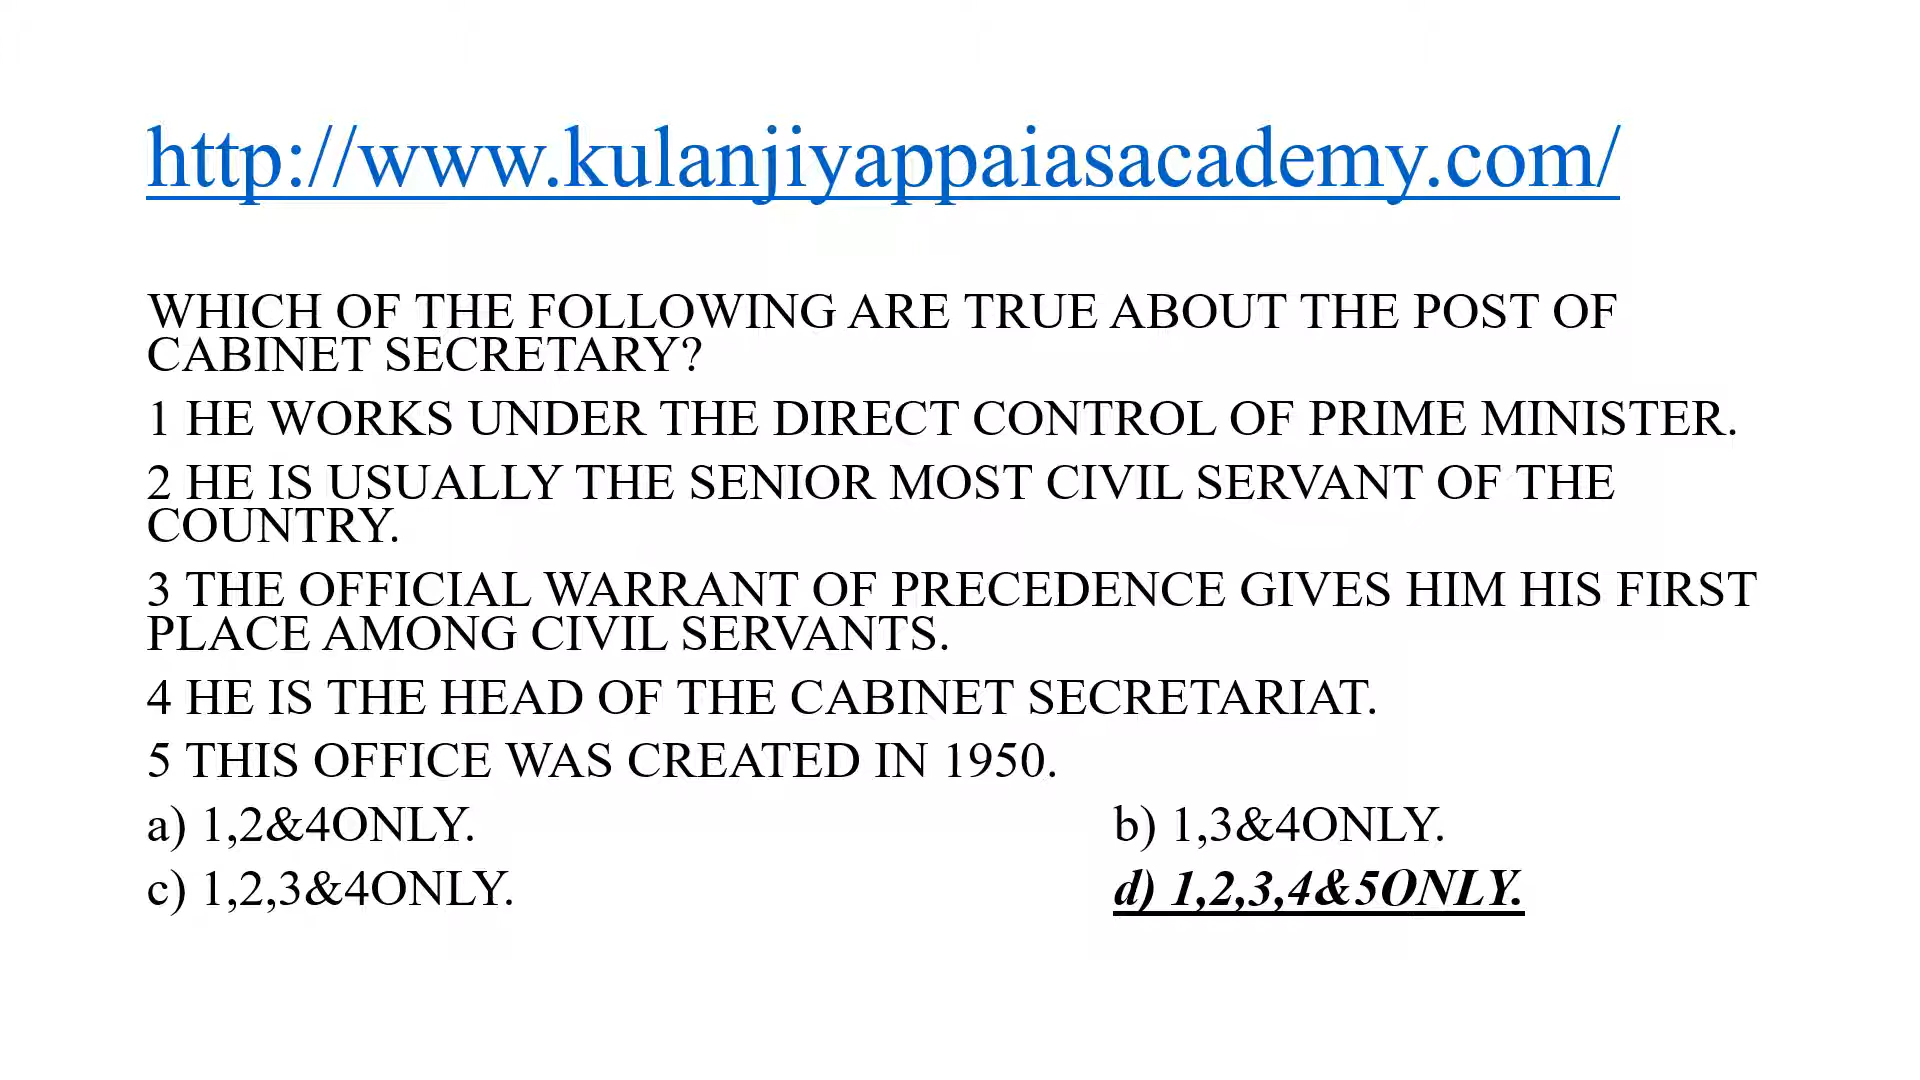 http://www.kulanjiyappaiasacademy.com/
WHICH OF THE FOLLOWING ARE TRUE ABOUT THE POST OF
CABINET SECRETARY?
1 HE WORKS UNDER THE DIRECT CONTROL OF PRIME MINISTER.
2 HE IS USUALLY THE SENIOR MOST CIVIL SERVANT OF THE
COUNTRY.
3 THE OFFICIAL WARRANT OF PRECEDENCE GIVES HIM HIS FIRST
PLACE AMONG CIVIL SERVANTS.
4 HE IS THE HEAD OF THE CABINET SECRETARIAT.
5 THIS OFFICE WAS CREATED IN 1950.
a) 1,2&4ONLY. b) 1,3&4ONLY.
c) 1,2,3&4ONLY. d) 1,2,3,4&5ONLY.